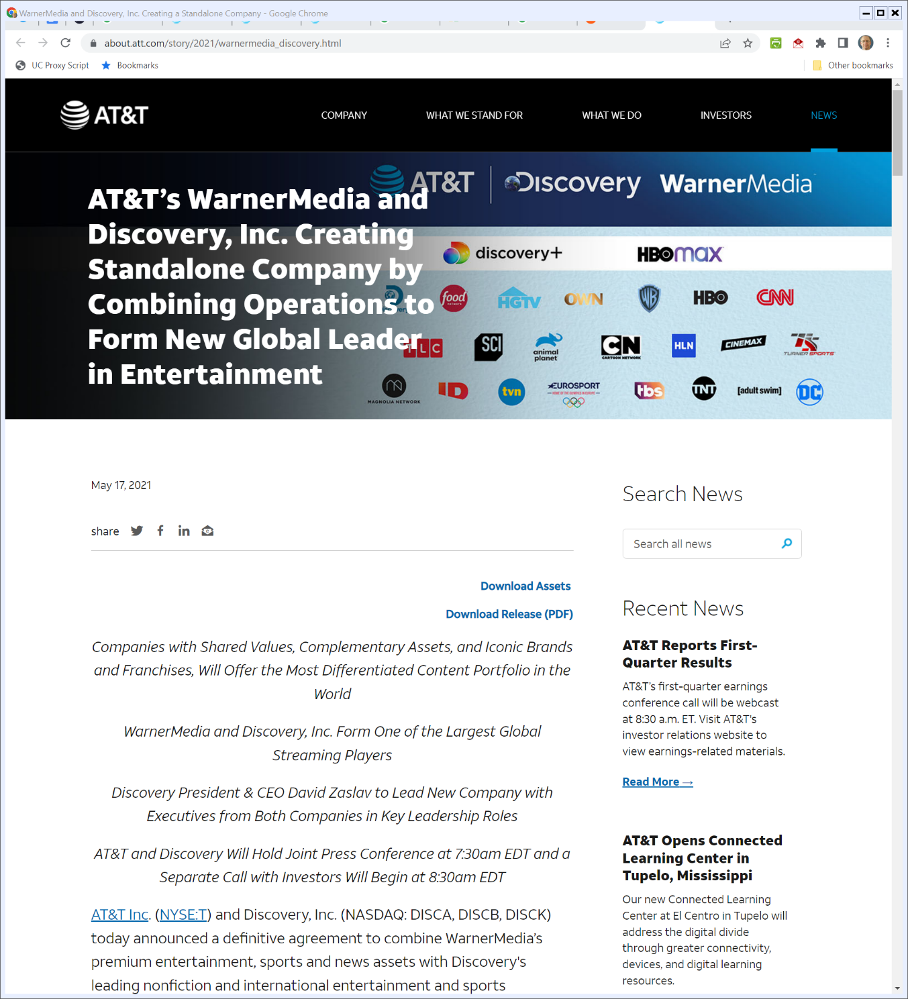 WarnerMedia and Discovery, Inc. Creating a Standalone Company - Google Chrome
about.att.com/story/2021/warnermedia_discovery.html
UC Proxy Script
Bookmarks
Other bookmarks
AT&T
COMPANY
WHAT WE STAND FOR
WHAT WE DO
INVESTORS
NEWS
AT&T
Discovery
WarnerMedia
AT&T’s WarnerMedia and
Discovery, Inc. Creating
Standalone Company by
Combining Operations to
Form New Global Leader
in Entertainment
discovery+
HBOmax
food
network
HGTV
OWN
WB
HBO
CNN
TLC
SCI
animal
planet
CN
CARTOON NETWORK
HLN
CINEMAX
TURNER SPORTS
MAGNOLIA NETWORK
ID
tvn
EUROSPORT
HOME OF THE OLYMPICS IN EUROPE
tbs
TNT
[adult swim]
DC
May 17, 2021
share
Download Assets
Download Release (PDF)
Companies with Shared Values, Complementary Assets, and Iconic Brands
and Franchises, Will Offer the Most Differentiated Content Portfolio in the
World
WarnerMedia and Discovery, Inc. Form One of the Largest Global
Streaming Players
Discovery President & CEO David Zaslav to Lead New Company with
Executives from Both Companies in Key Leadership Roles
AT&T and Discovery Will Hold Joint Press Conference at 7:30am EDT and a
Separate Call with Investors Will Begin at 8:30am EDT
AT&T Inc. (NYSE:T) and Discovery, Inc. (NASDAQ: DISCA, DISCB, DISCK)
today announced a definitive agreement to combine WarnerMedia’s
premium entertainment, sports and news assets with Discovery's
leading nonfiction and international entertainment and sports
Search News
Search all news
Recent News
AT&T Reports First-
Quarter Results
AT&T’s first-quarter earnings
conference call will be webcast
at 8:30 a.m. ET. Visit AT&T's
investor relations website to
view earnings-related materials.
Read More →
AT&T Opens Connected
Learning Center in
Tupelo, Mississippi
Our new Connected Learning
Center at El Centro in Tupelo will
address the digital divide
through greater connectivity,
devices, and digital learning
resources.